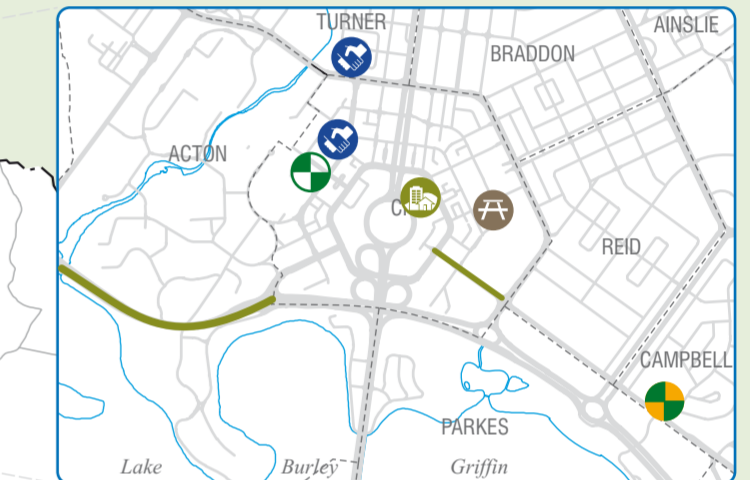 TURNER
AINSLIE
BRADDON
ACTON
REID
CAMPBELL
PARKES
Lake Burley Griffin